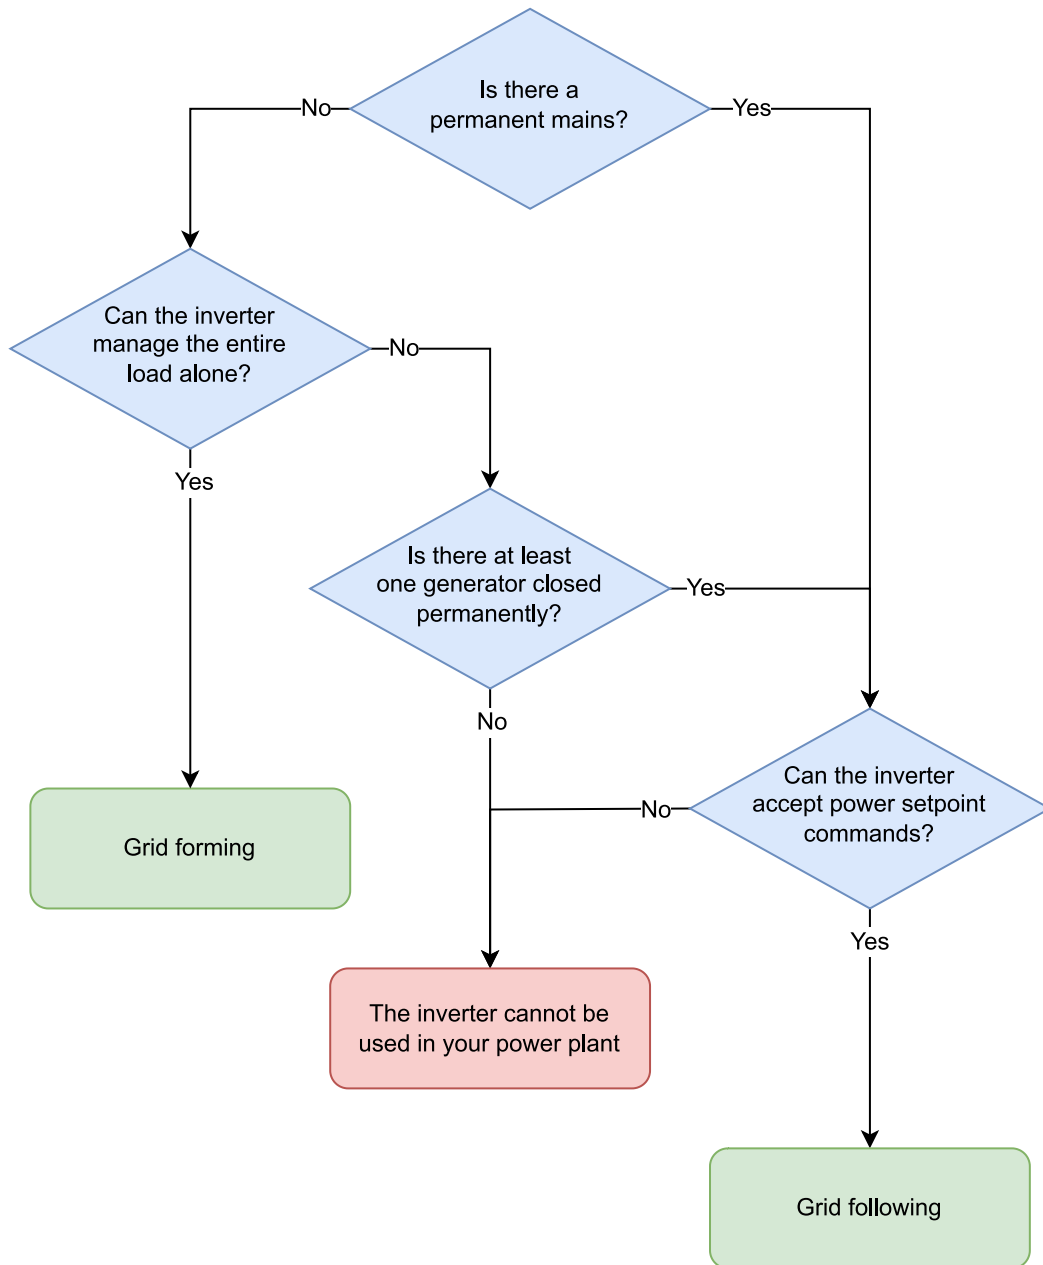 Is there a
permanent mains?
No
Yes
Can the inverter
manage the entire
load alone?
No
Yes
Is there at least
one generator closed
permanently?
Yes
No
Can the inverter
accept power setpoint
commands?
No
Yes
Grid forming
The inverter cannot be
used in your power plant
Grid following